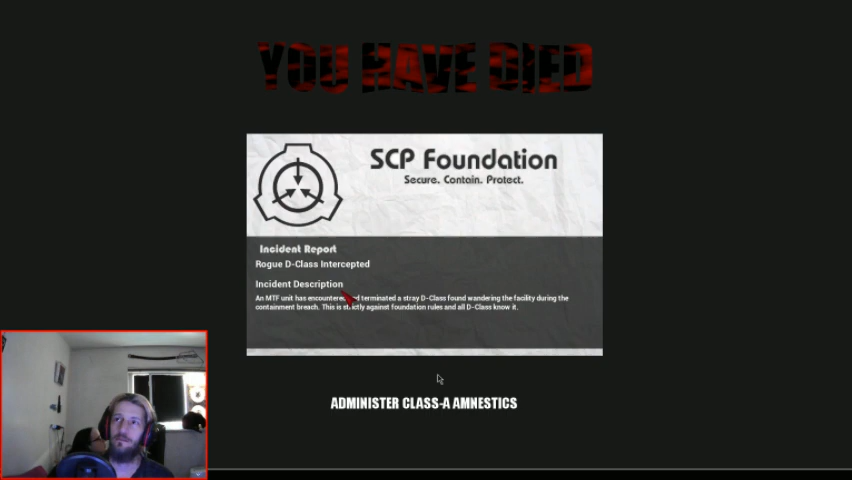 YOU HAVE DIED
SCP Foundation
Secure. Contain. Protect.
Incident Report
Rogue D-Class Intercepted
Incident Description
An MTF unit has encountered and terminated a stray D-Class found wandering the facility during the
containment breach. This is strictly against foundation rules and all D-Class know it.
ADMINISTER CLASS-A AMNESTICS